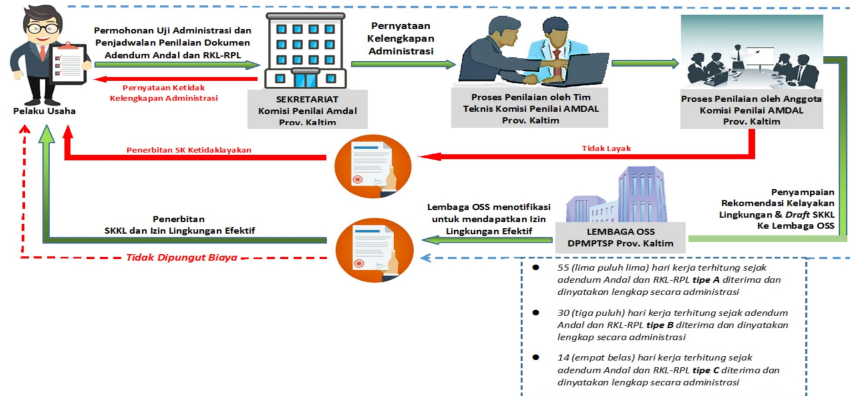 Permohonan Uji Administrasi dan
Penjadwalan Penilaian Dokumen
Adendum Andal dan RKL-RPL
Pernyataan Ketidak
Kelengkapan Administrasi
Pelaku Usaha
SEKRETARIAT
Komisi Penilai Amdal
Prov. Kaltim
Pernyataan
Kelengkapan
Administrasi
Proses Penilaian oleh Tim
Teknis Komisi Penilai AMDAL
Prov. Kaltim
Proses Penilaian oleh Anggota
Komisi Penilai AMDAL
Prov. Kaltim
Penerbitan SK Ketidaklayakan
Tidak Layak
Penyampaian
Rekomendasi Kelayakan
Lingkungan & Draft SKKL
Ke Lembaga OSS
LEMBAGA OSS
DPMPTSP Prov. Kaltim
Lembaga OSS menotifikasi
untuk mendapatkan Izin
Lingkungan Efektif
Penerbitan
SKKL dan Izin Lingkungan Efektif
Tidak Dipungut Biaya
● 55 (lima puluh lima) hari kerja terhitung sejak
adendum Andal dan RKL-RPL tipe A diterima dan
dinyatakan lengkap secara administrasi
● 30 (tiga puluh) hari kerja terhitung sejak adendum
Andal dan RKL-RPL tipe B diterima dan dinyatakan
lengkap secara administrasi
● 14 (empat belas) hari kerja terhitung sejak
adendum Andal dan RKL-RPL tipe C diterima dan
dinyatakan lengkap secara administrasi